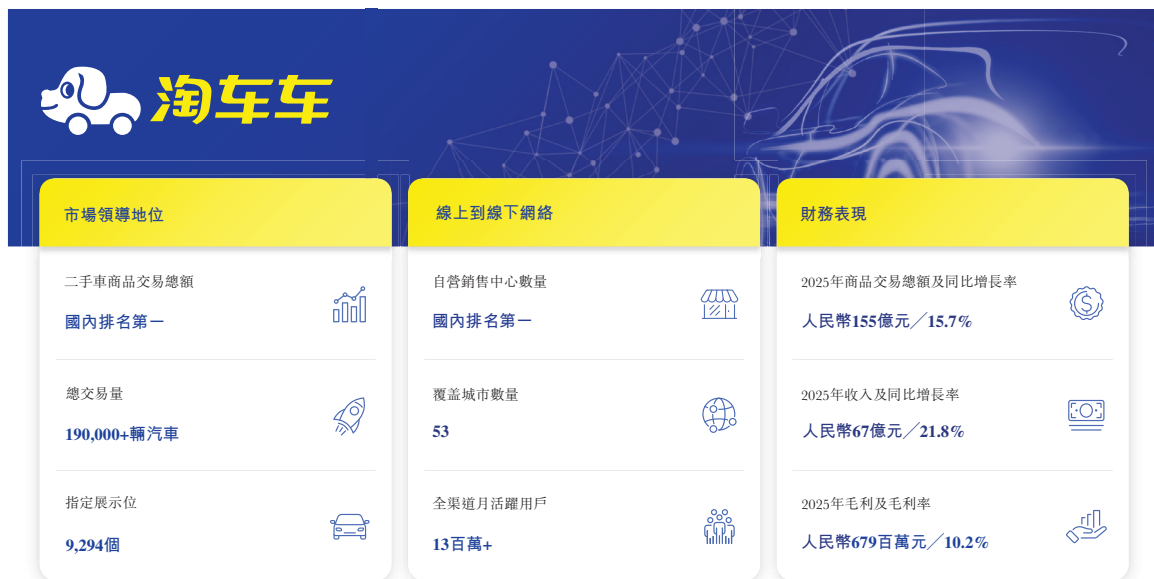 淘车车
市場領導地位
二手車商品交易總額
國內排名第一
總交易量
190,000+輛汽車
指定展示位
9,294個
線上到線下網絡
自營銷售中心數量
國內排名第一
覆蓋城市數量
53
全渠道月活躍用戶
13百萬+
財務表現
2025年商品交易總額及同比增長率
人民幣155億元╱15.7%
2025年收入及同比增長率
人民幣67億元╱21.8%
2025年毛利及毛利率
人民幣679百萬元╱10.2%